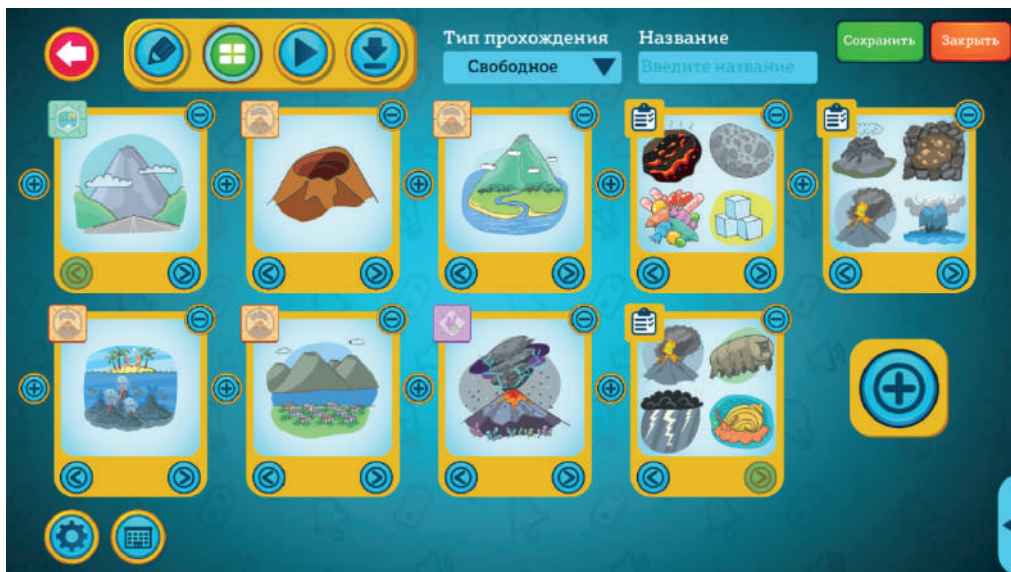 Тип прохождения
Название
Сохранить
Закрыть
Свободное
Введите название